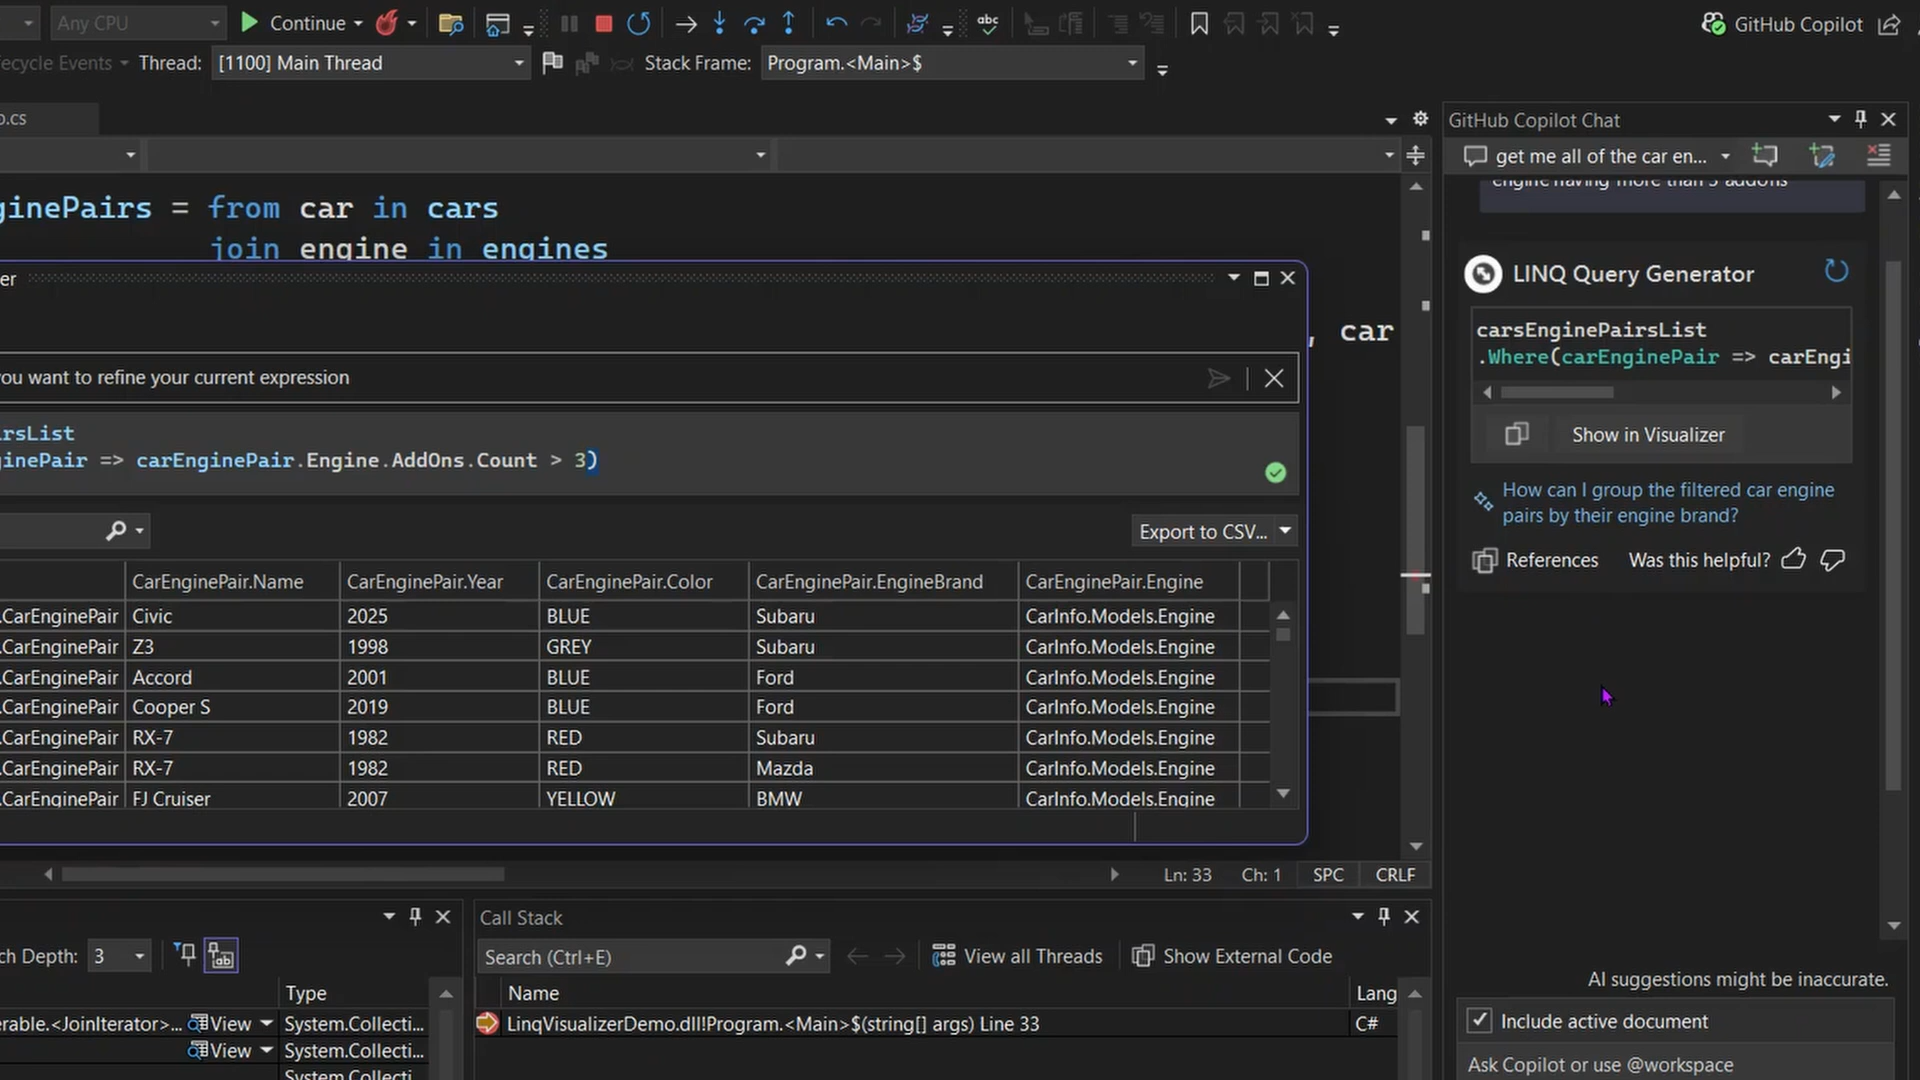 Any CPU
Continue
GitHub Copilot
ecycle Events
Thread:
[1100] Main Thread
Stack Frame:
Program.<Main>$
o.cs
ginePairs = from car in cars
join engine in engines
, car
er
you want to refine your current expression
irsList
ginePair => carEnginePair.Engine.AddOns.Count > 3)
Export to CSV...
CarEnginePair.Name CarEnginePair.Year CarEnginePair.Color CarEnginePair.EngineBrand CarEnginePair.Engine
.CarEnginePair Civic 2025 BLUE Subaru CarInfo.Models.Engine
.CarEnginePair Z3 1998 GREY Subaru CarInfo.Models.Engine
.CarEnginePair Accord 2001 BLUE Ford CarInfo.Models.Engine
.CarEnginePair Cooper S 2019 BLUE Ford CarInfo.Models.Engine
.CarEnginePair RX-7 1982 RED Subaru CarInfo.Models.Engine
.CarEnginePair RX-7 1982 RED Mazda CarInfo.Models.Engine
.CarEnginePair FJ Cruiser 2007 YELLOW BMW CarInfo.Models.Engine
Ln: 33 Ch: 1 SPC CRLF
ch Depth: 3
Type
erable.<JoinIterator>... View System.Collecti...
View System.Collecti...
System.Collecti
Call Stack
Search (Ctrl+E)
View all Threads
Show External Code
Name Lang
LinqVisualizerDemo.dll!Program.<Main>$(string[] args) Line 33 C#
GitHub Copilot Chat
get me all of the car en...
engine having more than 3 addons
LINQ Query Generator
carsEnginePairsList
.Where(carEnginePair => carEngi
Show in Visualizer
How can I group the filtered car engine
pairs by their engine brand?
References
Was this helpful?
AI suggestions might be inaccurate.
Include active document
Ask Copilot or use @workspace